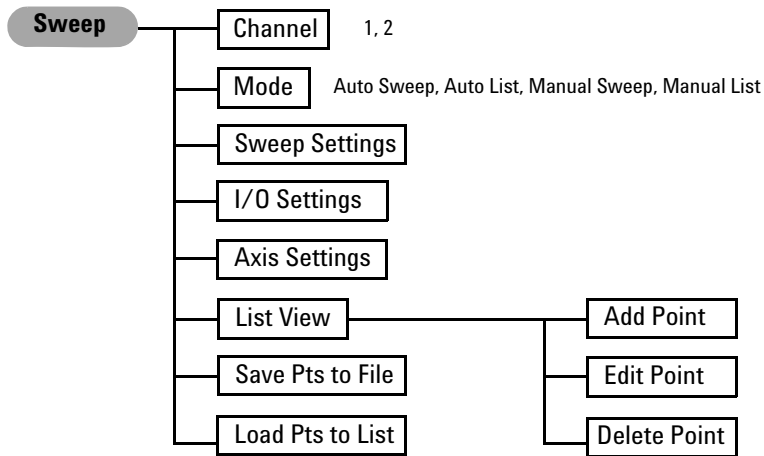 Sweep
Channel
1, 2
Mode
Auto Sweep, Auto List, Manual Sweep, Manual List
Sweep Settings
I/O Settings
Axis Settings
List View
Add Point
Save Pts to File
Edit Point
Load Pts to List
Delete Point